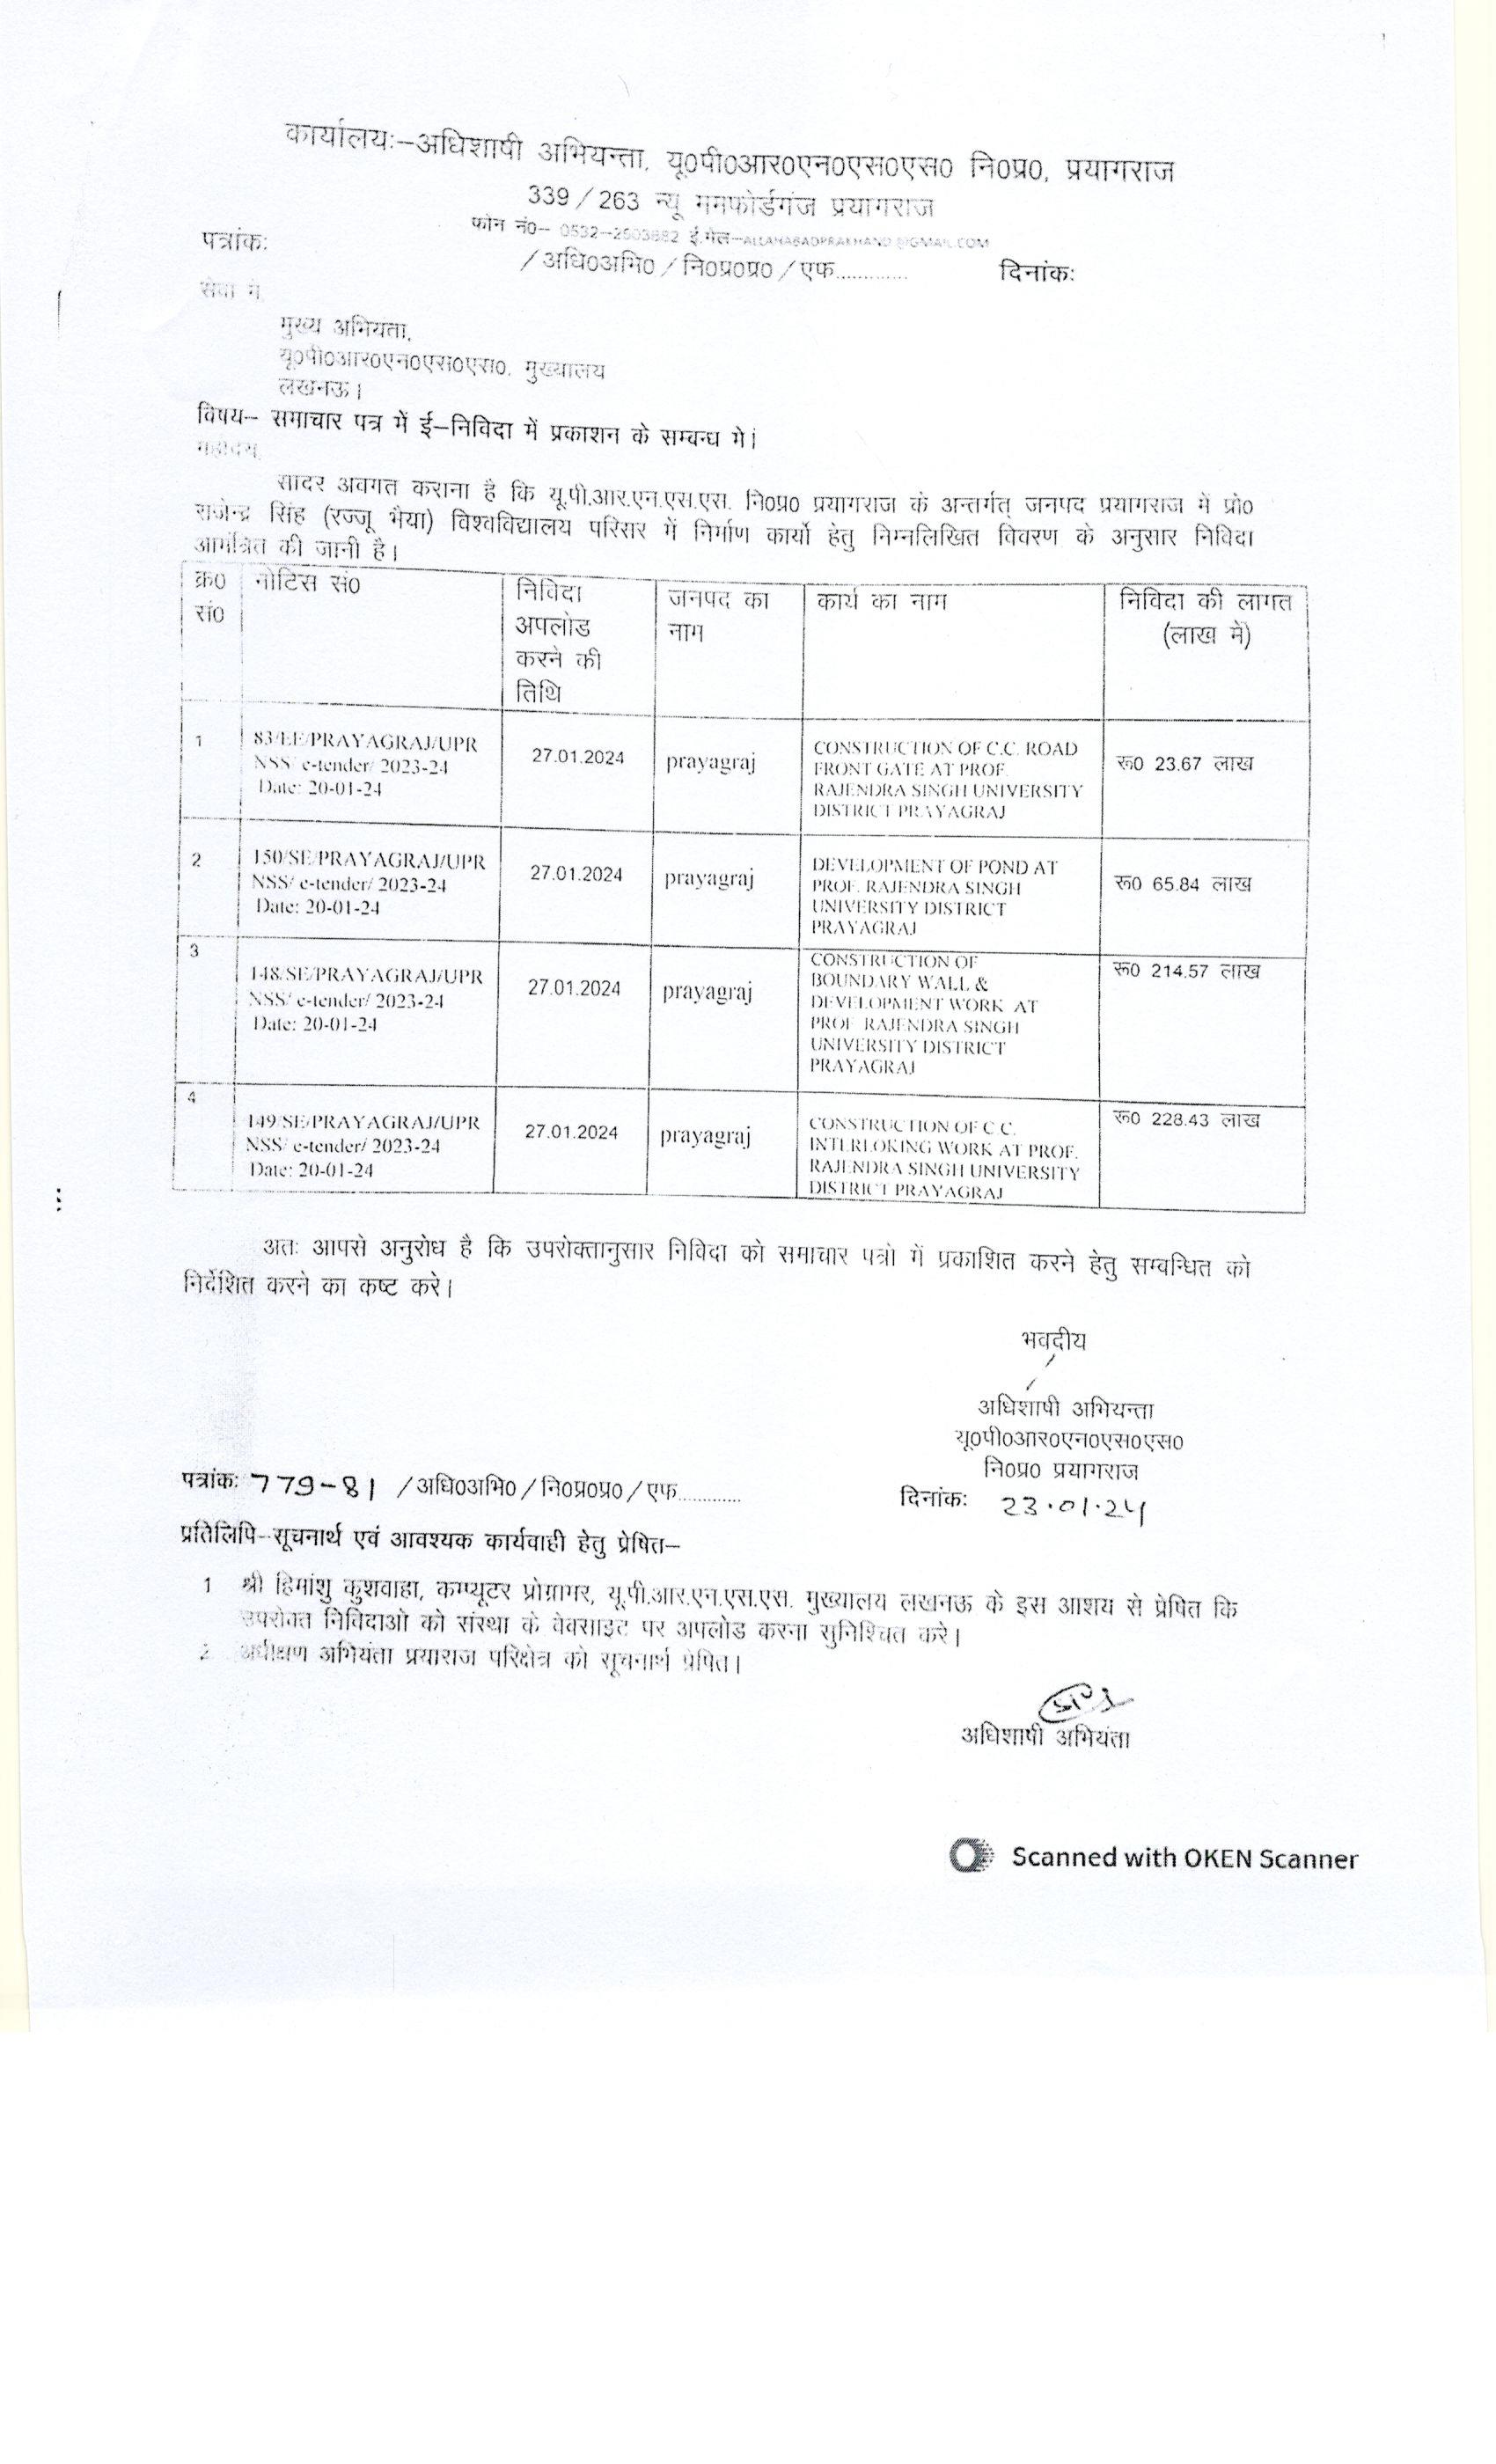 कार्यालयः–अधिशाषी अभियन्ता, यू0पी0आर0एन0एस0एस0 नि0प्र0, प्रयागराज
339 / 263 न्यू ममफोर्डगंज प्रयागराज
फोन नं0– ई.मेल–ALLAHABADPRAKHAND@GMAIL.COM
पत्रांकः /अधि0अभि0/नि0प्र0प्र0/एफ............ दिनांकः
सेवा में,
मुख्य अभियंता,
यू0पी0आर0एन0एस0एस0, मुख्यालय
लखनऊ।
विषय– समाचार पत्र में ई–निविदा में प्रकाशन के सम्बन्ध मे।
महोदय,
सादर अवगत कराना है कि यू.पी.आर.एन.एस.एस. नि0प्र0 प्रयागराज के अन्तर्गत् जनपद प्रयागराज में प्रो0
राजेन्द्र सिंह (रज्जू भैया) विश्वविद्यालय परिसर में निर्माण कार्यो हेतु निम्नलिखित विवरण के अनुसार निविदा
आमंत्रित की जानी है।
क्र0 सं0 | नोटिस सं0 | निविदा अपलोड करने की तिथि | जनपद का नाम | कार्य का नाम | निविदा की लागत (लाख में)
1 | 83/EE/PRAYAGRAJ/UPR NSS/ e-tender/ 2023-24 Date: 20-01-24 | 27.01.2024 | prayagraj | CONSTRUCTION OF C.C. ROAD FRONT GATE AT PROF. RAJENDRA SINGH UNIVERSITY DISTRICT PRAYAGRAJ | रू0 23.67 लाख
2 | 150/SE/PRAYAGRAJ/UPR NSS/ e-tender/ 2023-24 Date: 20-01-24 | 27.01.2024 | prayagraj | DEVELOPMENT OF POND AT PROF. RAJENDRA SINGH UNIVERSITY DISTRICT PRAYAGRAJ | रू0 65.84 लाख
3 | 148/SE/PRAYAGRAJ/UPR NSS/ e-tender/ 2023-24 Date: 20-01-24 | 27.01.2024 | prayagraj | CONSTRUCTION OF BOUNDARY WALL & DEVELOPMENT WORK AT PROF RAJENDRA SINGH UNIVERSITY DISTRICT PRAYAGRAJ | रू0 214.57 लाख
4 | 149/SE/PRAYAGRAJ/UPR NSS/ e-tender/ 2023-24 Date: 20-01-24 | 27.01.2024 | prayagraj | CONSTRUCTION OF C C. INTERLOKING WORK AT PROF. RAJENDRA SINGH UNIVERSITY DISTRICT PRAYAGRAJ | रू0 228.43 लाख
अतः आपसे अनुरोध है कि उपरोक्तानुसार निविदा को समाचार पत्रो में प्रकाशित करने हेतु सम्बन्धित को
निर्देशित करने का कष्ट करे।
भवदीय
अधिशाषी अभियन्ता
यू0पी0आर0एन0एस0एस0
नि0प्र0 प्रयागराज
पत्रांकः 779-81 /अधि0अभि0/नि0प्र0प्र0/एफ............ दिनांकः 23.01.24
प्रतिलिपि–सूचनार्थ एवं आवश्यक कार्यवाही हेतु प्रेषित–
1 श्री हिमांशु कुशवाहा, कम्प्यूटर प्रोग्रामर, यू.पी.आर.एन.एस.एस. मुख्यालय लखनऊ के इस आशय से प्रेषित कि
उपरोक्त निविदाओं को संस्था के वेबसाइट पर अपलोड करना सुनिश्चित करे।
2. अधीक्षण अभियंता प्रयाराज परिक्षेत्र को सूचनार्थ प्रेषित।
अधिशाषी अभियंता
Scanned with OKEN Scanner